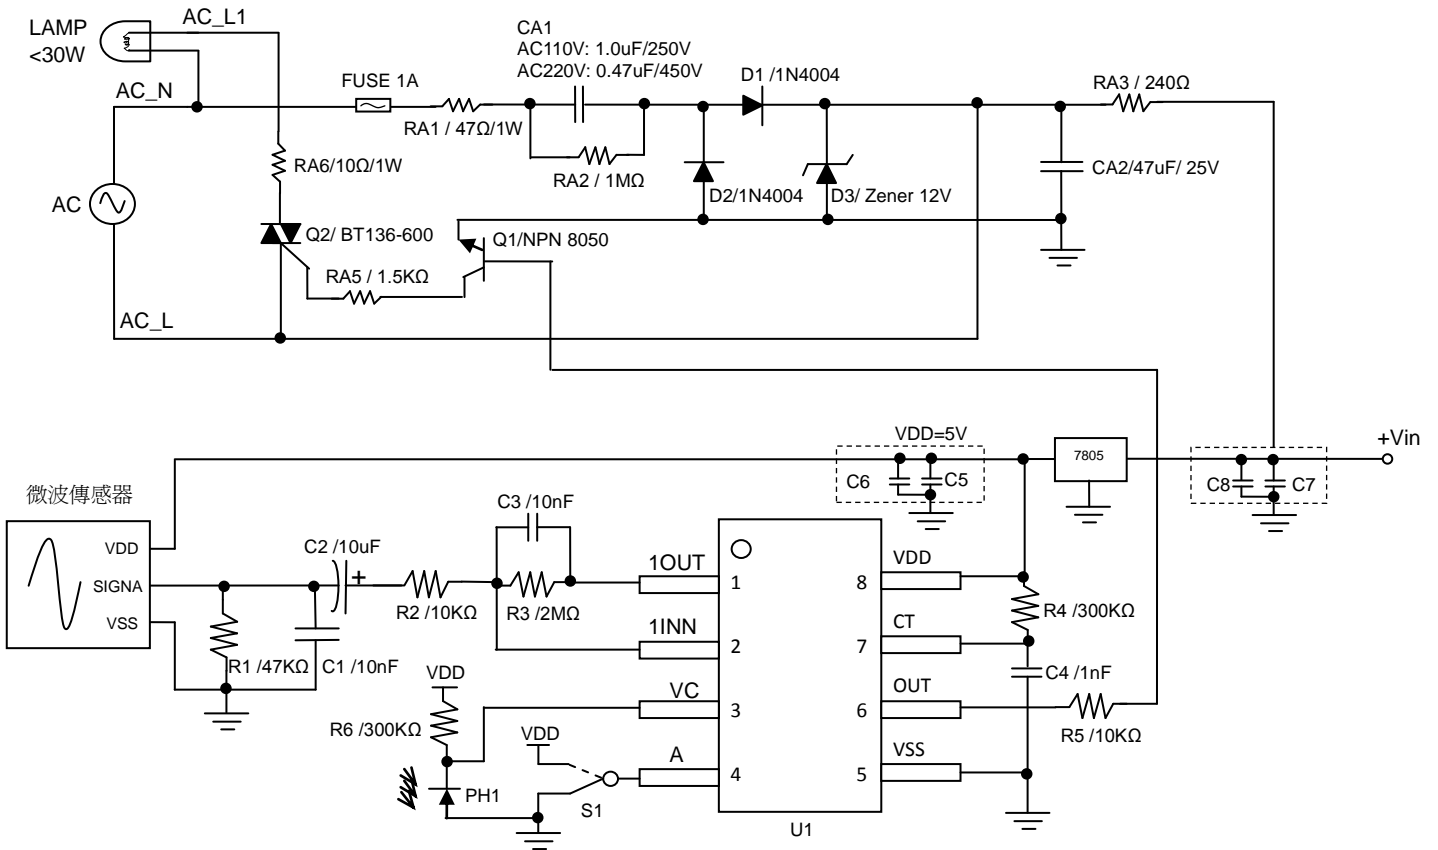 LAMP
<30W
AC_L1
AC_N
FUSE 1A
RA1 / 47Ω/1W
CA1
AC110V: 1.0uF/250V
AC220V: 0.47uF/450V
RA2 / 1MΩ
D1 /1N4004
RA3 / 240Ω
RA6/10Ω/1W
D2/1N4004
D3/ Zener 12V
CA2/47uF/ 25V
AC
Q2/ BT136-600
Q1/NPN 8050
RA5 / 1.5KΩ
AC_L
VDD=5V
C6
C5
7805
C8
C7
+Vin
微波傳感器
VDD
SIGNA
VSS
C2 /10uF
+
R1 /47KΩ
C1 /10nF
R2 /10KΩ
C3 /10nF
R3 /2MΩ
1OUT
1
1INN
2
VC
3
A
4
VDD
8
CT
7
OUT
6
VSS
5
U1
R4 /300KΩ
C4 /1nF
R5 /10KΩ
VDD
R6 /300KΩ
PH1
VDD
S1